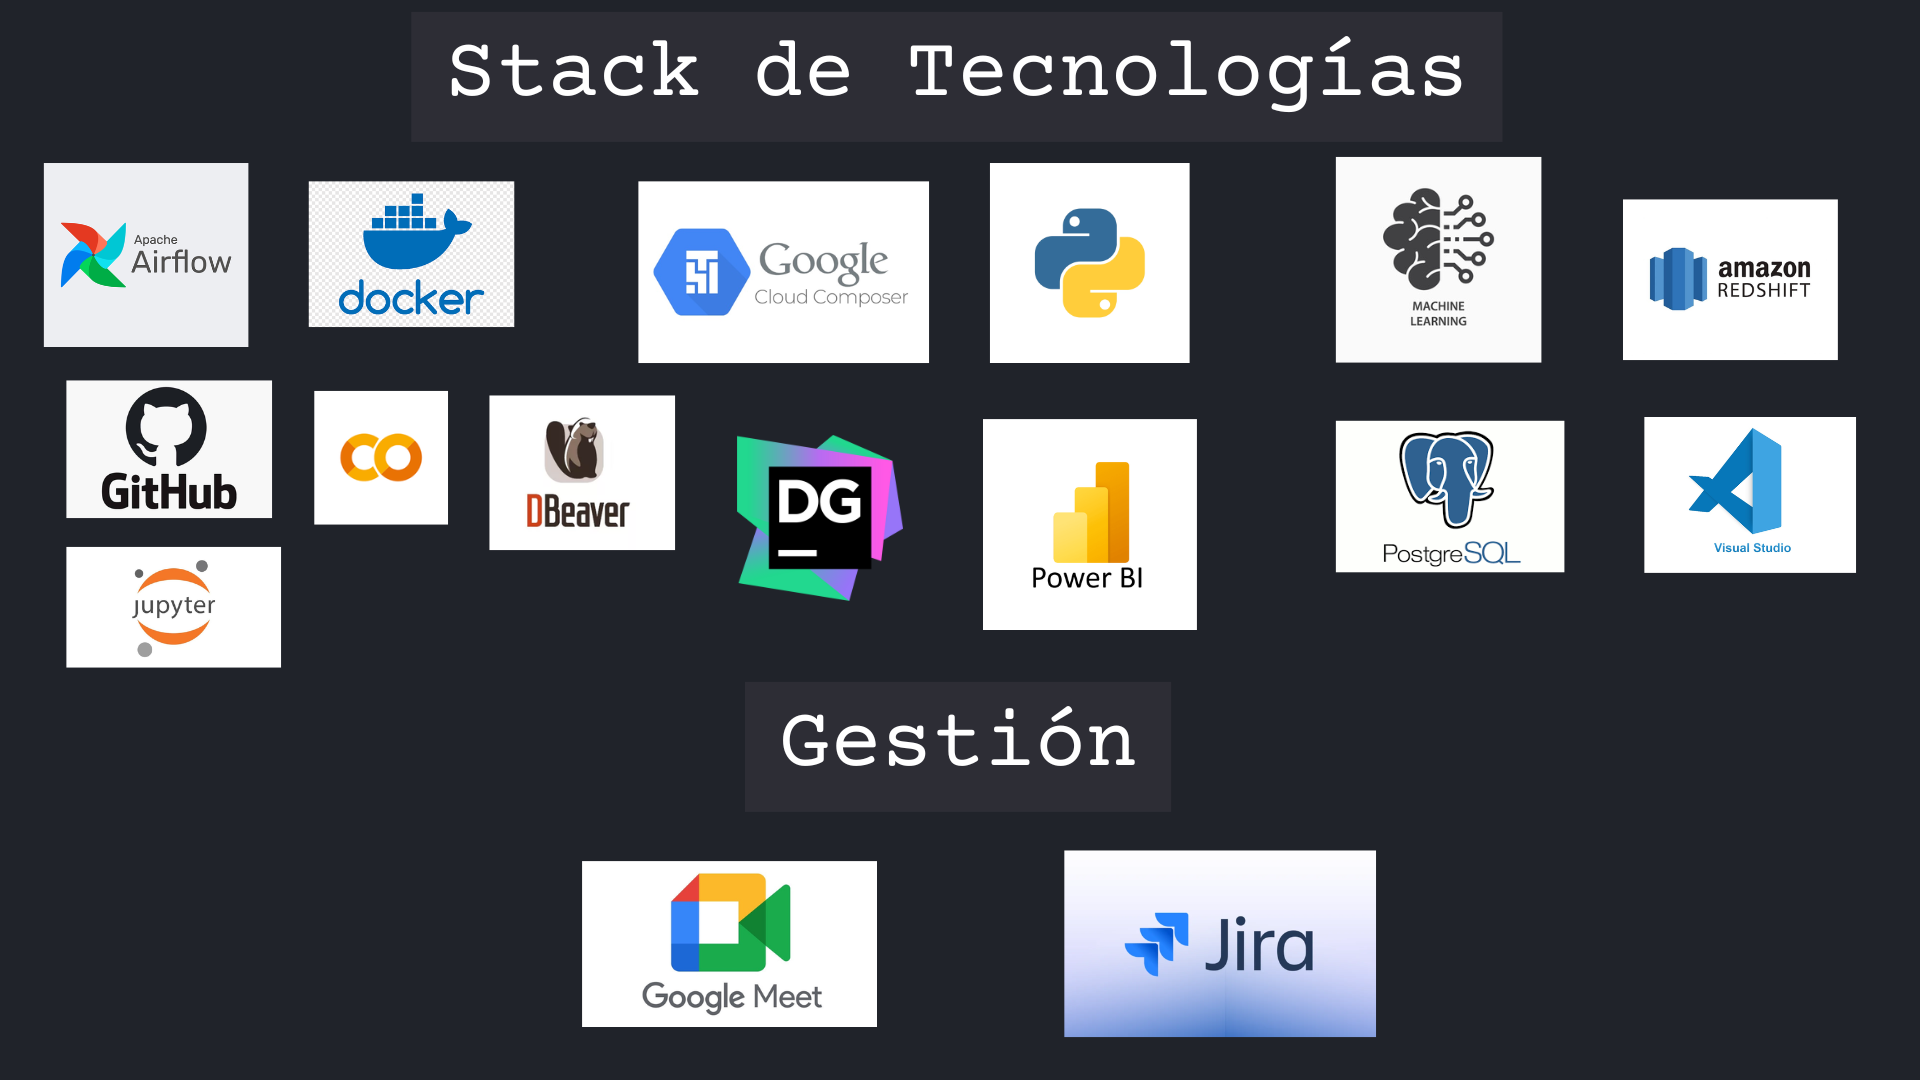 Stack de Tecnologías
Apache
Airflow
docker
Google
Cloud Composer
MACHINE
LEARNING
amazon
REDSHIFT
GitHub
DBeaver
DG
Power BI
PostgreSQL
Visual Studio
jupyter
Gestión
Google Meet
Jira